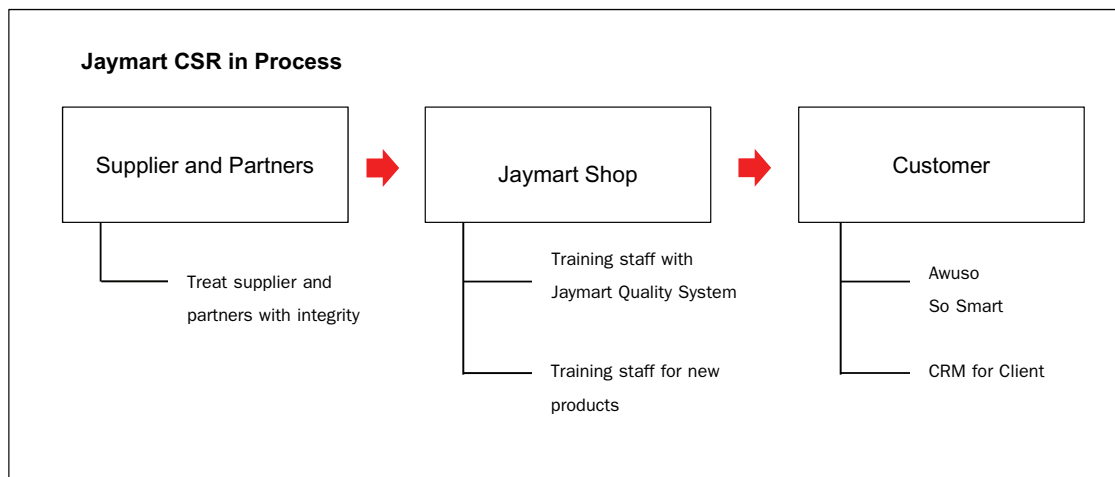 Jaymart CSR in Process
Supplier and Partners
Jaymart Shop
Customer
Treat supplier and
partners with integrity
Training staff with
Jaymart Quality System
Training staff for new
products
Awuso
So Smart
CRM for Client